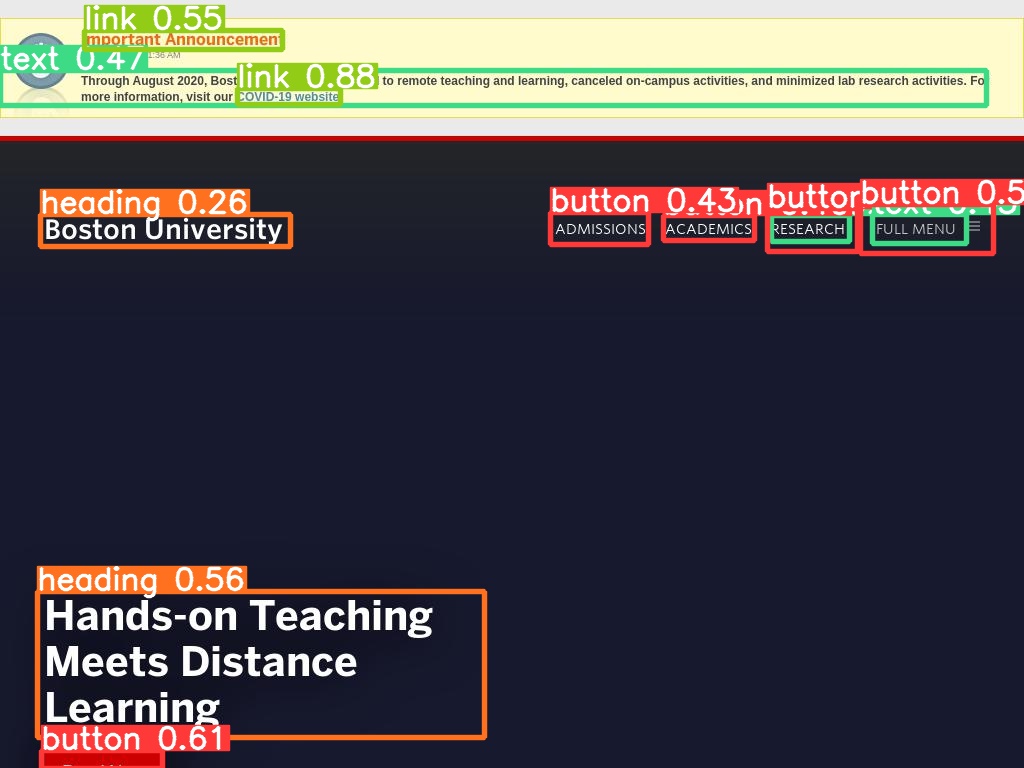 link 0.55
mportant Announcement
text 0.47
1:36 AM
link 0.88
Through August 2020, Bost to remote teaching and learning, canceled on-campus activities, and minimized lab research activities. Fo
more information, visit our COVID-19 website
heading 0.26
button 0.43
button
button 0.5
Boston University
ADMISSIONS
ACADEMICS
RESEARCH
FULL MENU
heading 0.56
Hands-on Teaching
Meets Distance
Learning
button 0.61